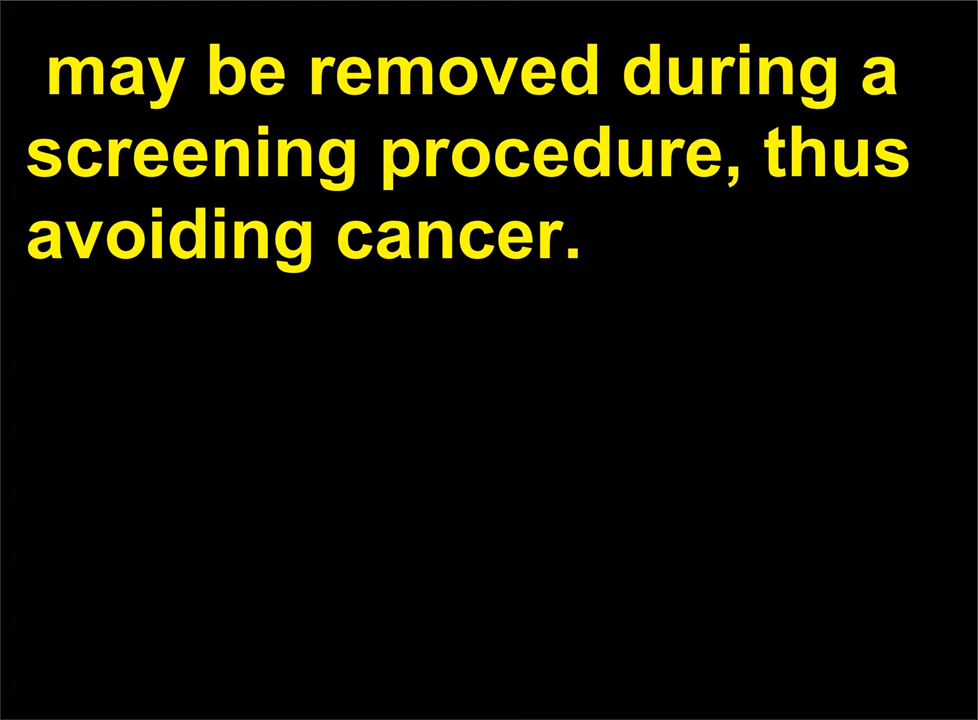 may be removed during a
screening procedure, thus
avoiding cancer.